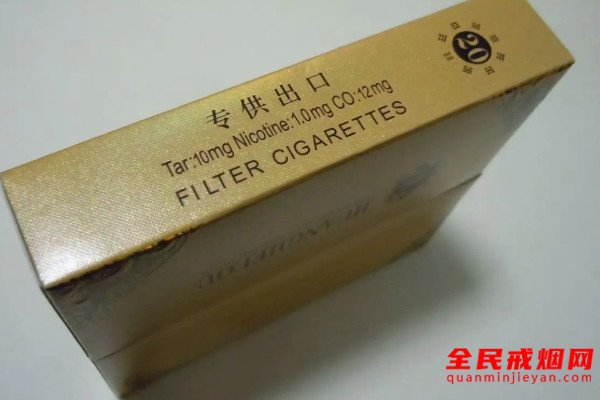 专供出口
Tar:10mg Nicotine:1.0mg CO:12mg
FILTER CIGARETTES
20
HUANGHELOU
全民戒烟网
quanminjieyan.com